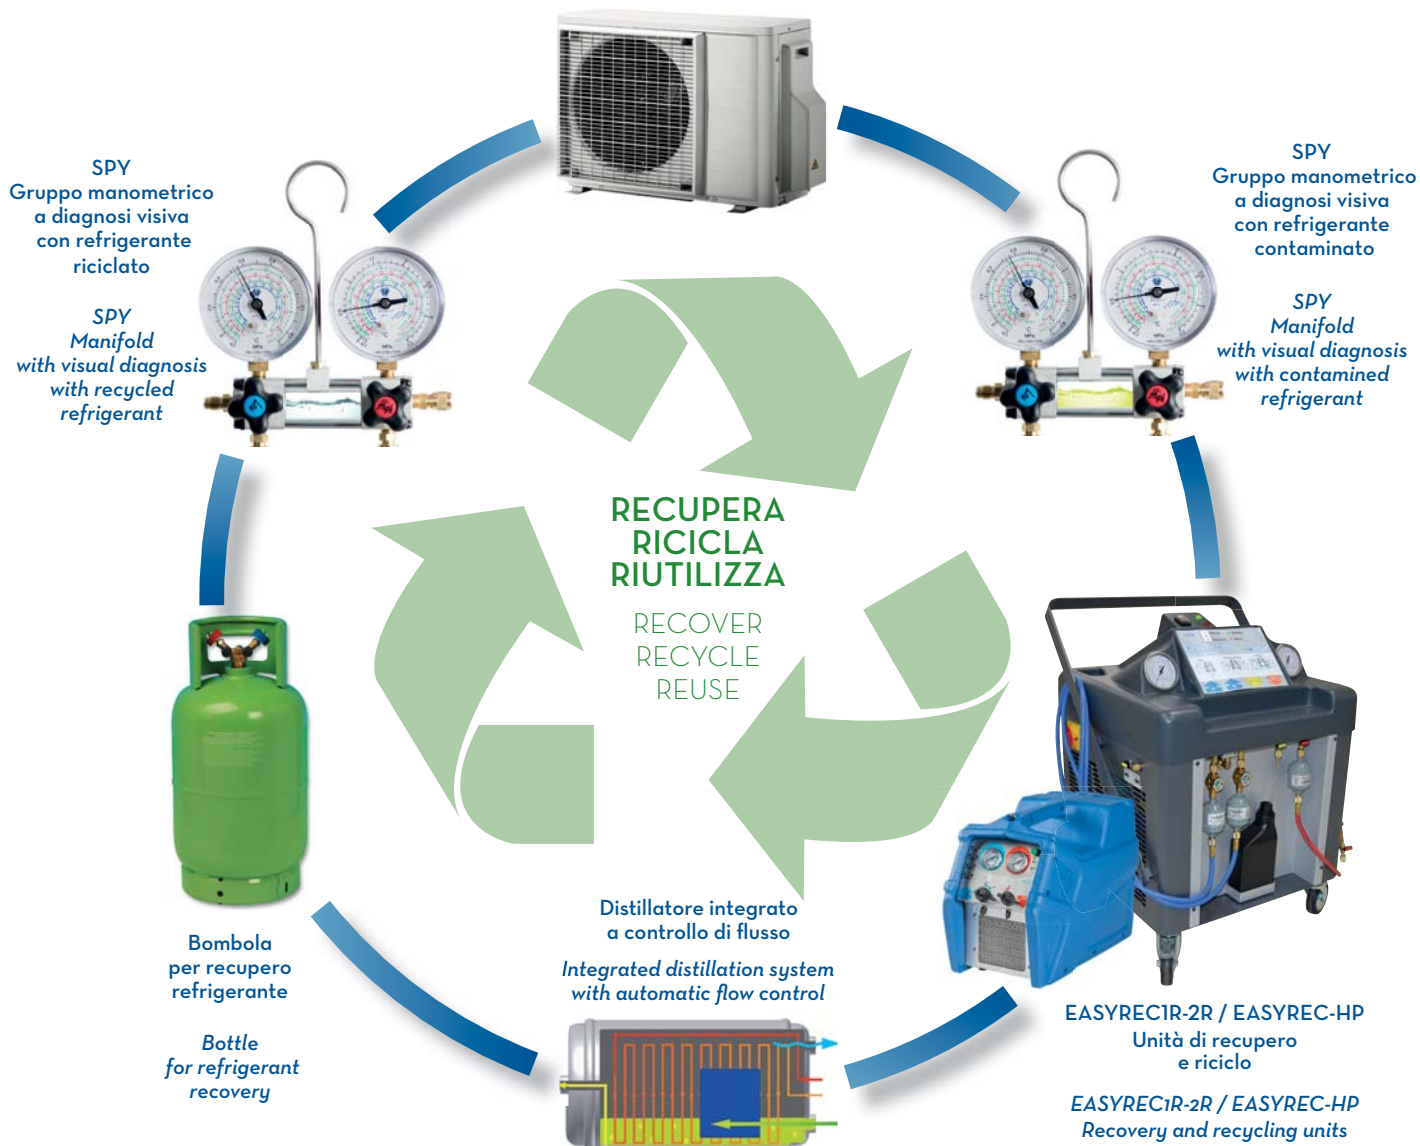 SPY
Gruppo manometrico
a diagnosi visiva
con refrigerante
riciclato
SPY
Manifold
with visual diagnosis
with recycled
refrigerant
SPY
Gruppo manometrico
a diagnosi visiva
con refrigerante
contaminato
SPY
Manifold
with visual diagnosis
with contamined
refrigerant
RECUPERA
RICICLA
RIUTILIZZA
RECOVER
RECYCLE
REUSE
Bombola
per recupero
refrigerante
Bottle
for refrigerant
recovery
Distillatore integrato
a controllo di flusso
Integrated distillation system
with automatic flow control
EASYREC1R-2R / EASYREC-HP
Unità di recupero
e riciclo
EASYREC1R-2R / EASYREC-HP
Recovery and recycling units